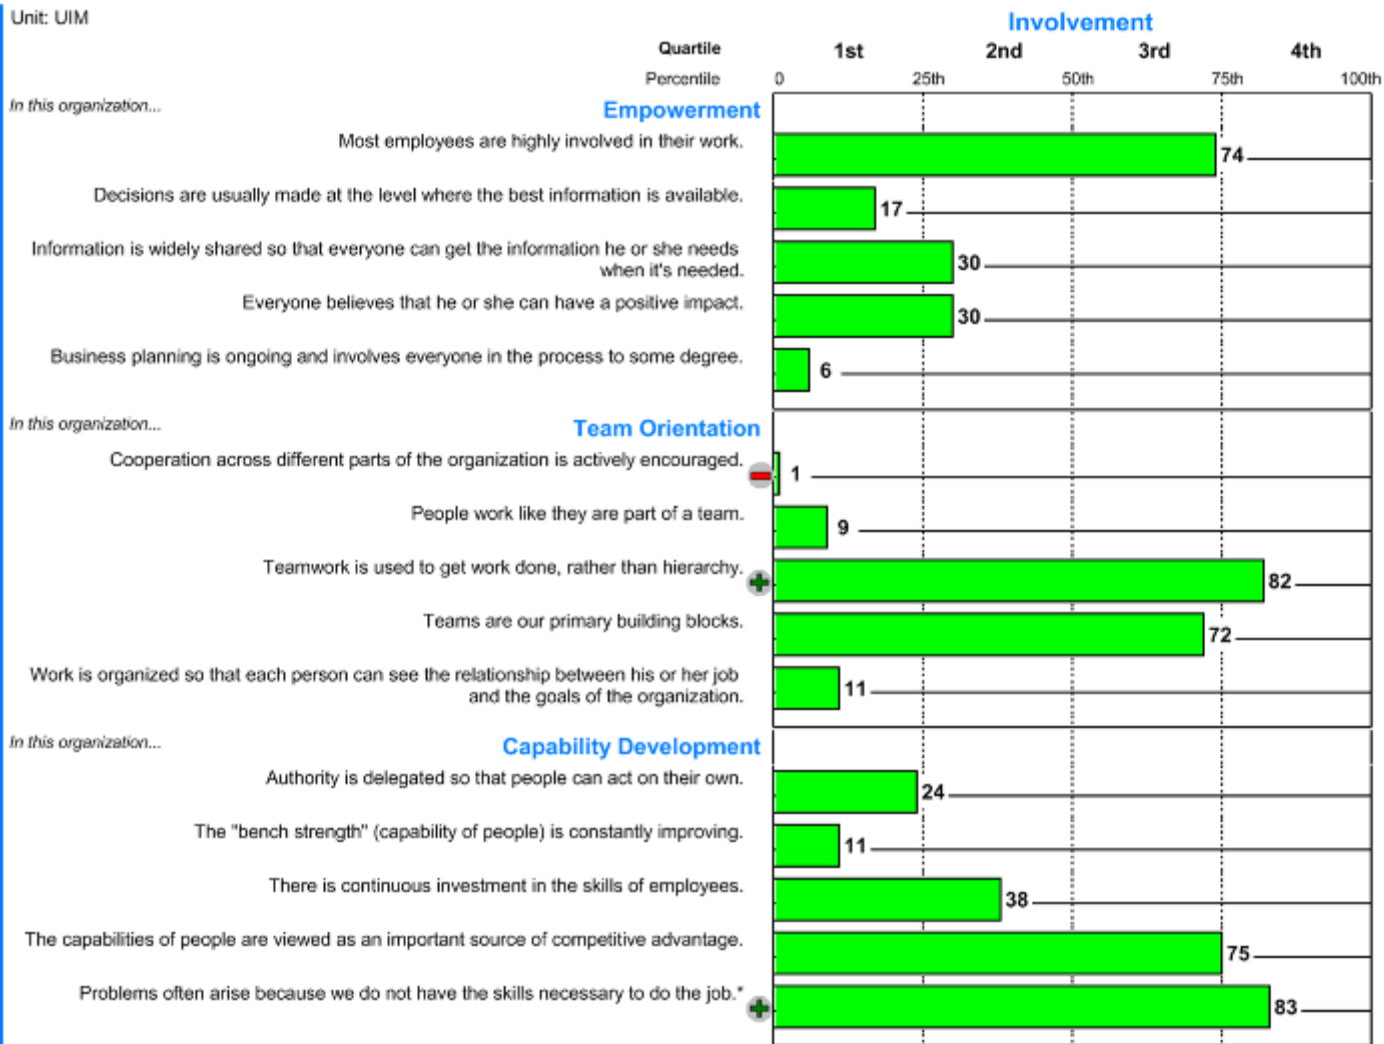 Unit: UIM
Involvement
Quartile 1st 2nd 3rd 4th
Percentile 0 25th 50th 75th 100th
In this organization... Empowerment
Most employees are highly involved in their work. 74
Decisions are usually made at the level where the best information is available. 17
Information is widely shared so that everyone can get the information he or she needs
when it's needed. 30
Everyone believes that he or she can have a positive impact. 30
Business planning is ongoing and involves everyone in the process to some degree. 6
In this organization... Team Orientation
Cooperation across different parts of the organization is actively encouraged. 1
People work like they are part of a team. 9
Teamwork is used to get work done, rather than hierarchy. 82
Teams are our primary building blocks. 72
Work is organized so that each person can see the relationship between his or her job
and the goals of the organization. 11
In this organization... Capability Development
Authority is delegated so that people can act on their own. 24
The "bench strength" (capability of people) is constantly improving. 11
There is continuous investment in the skills of employees. 38
The capabilities of people are viewed as an important source of competitive advantage. 75
Problems often arise because we do not have the skills necessary to do the job.* 83